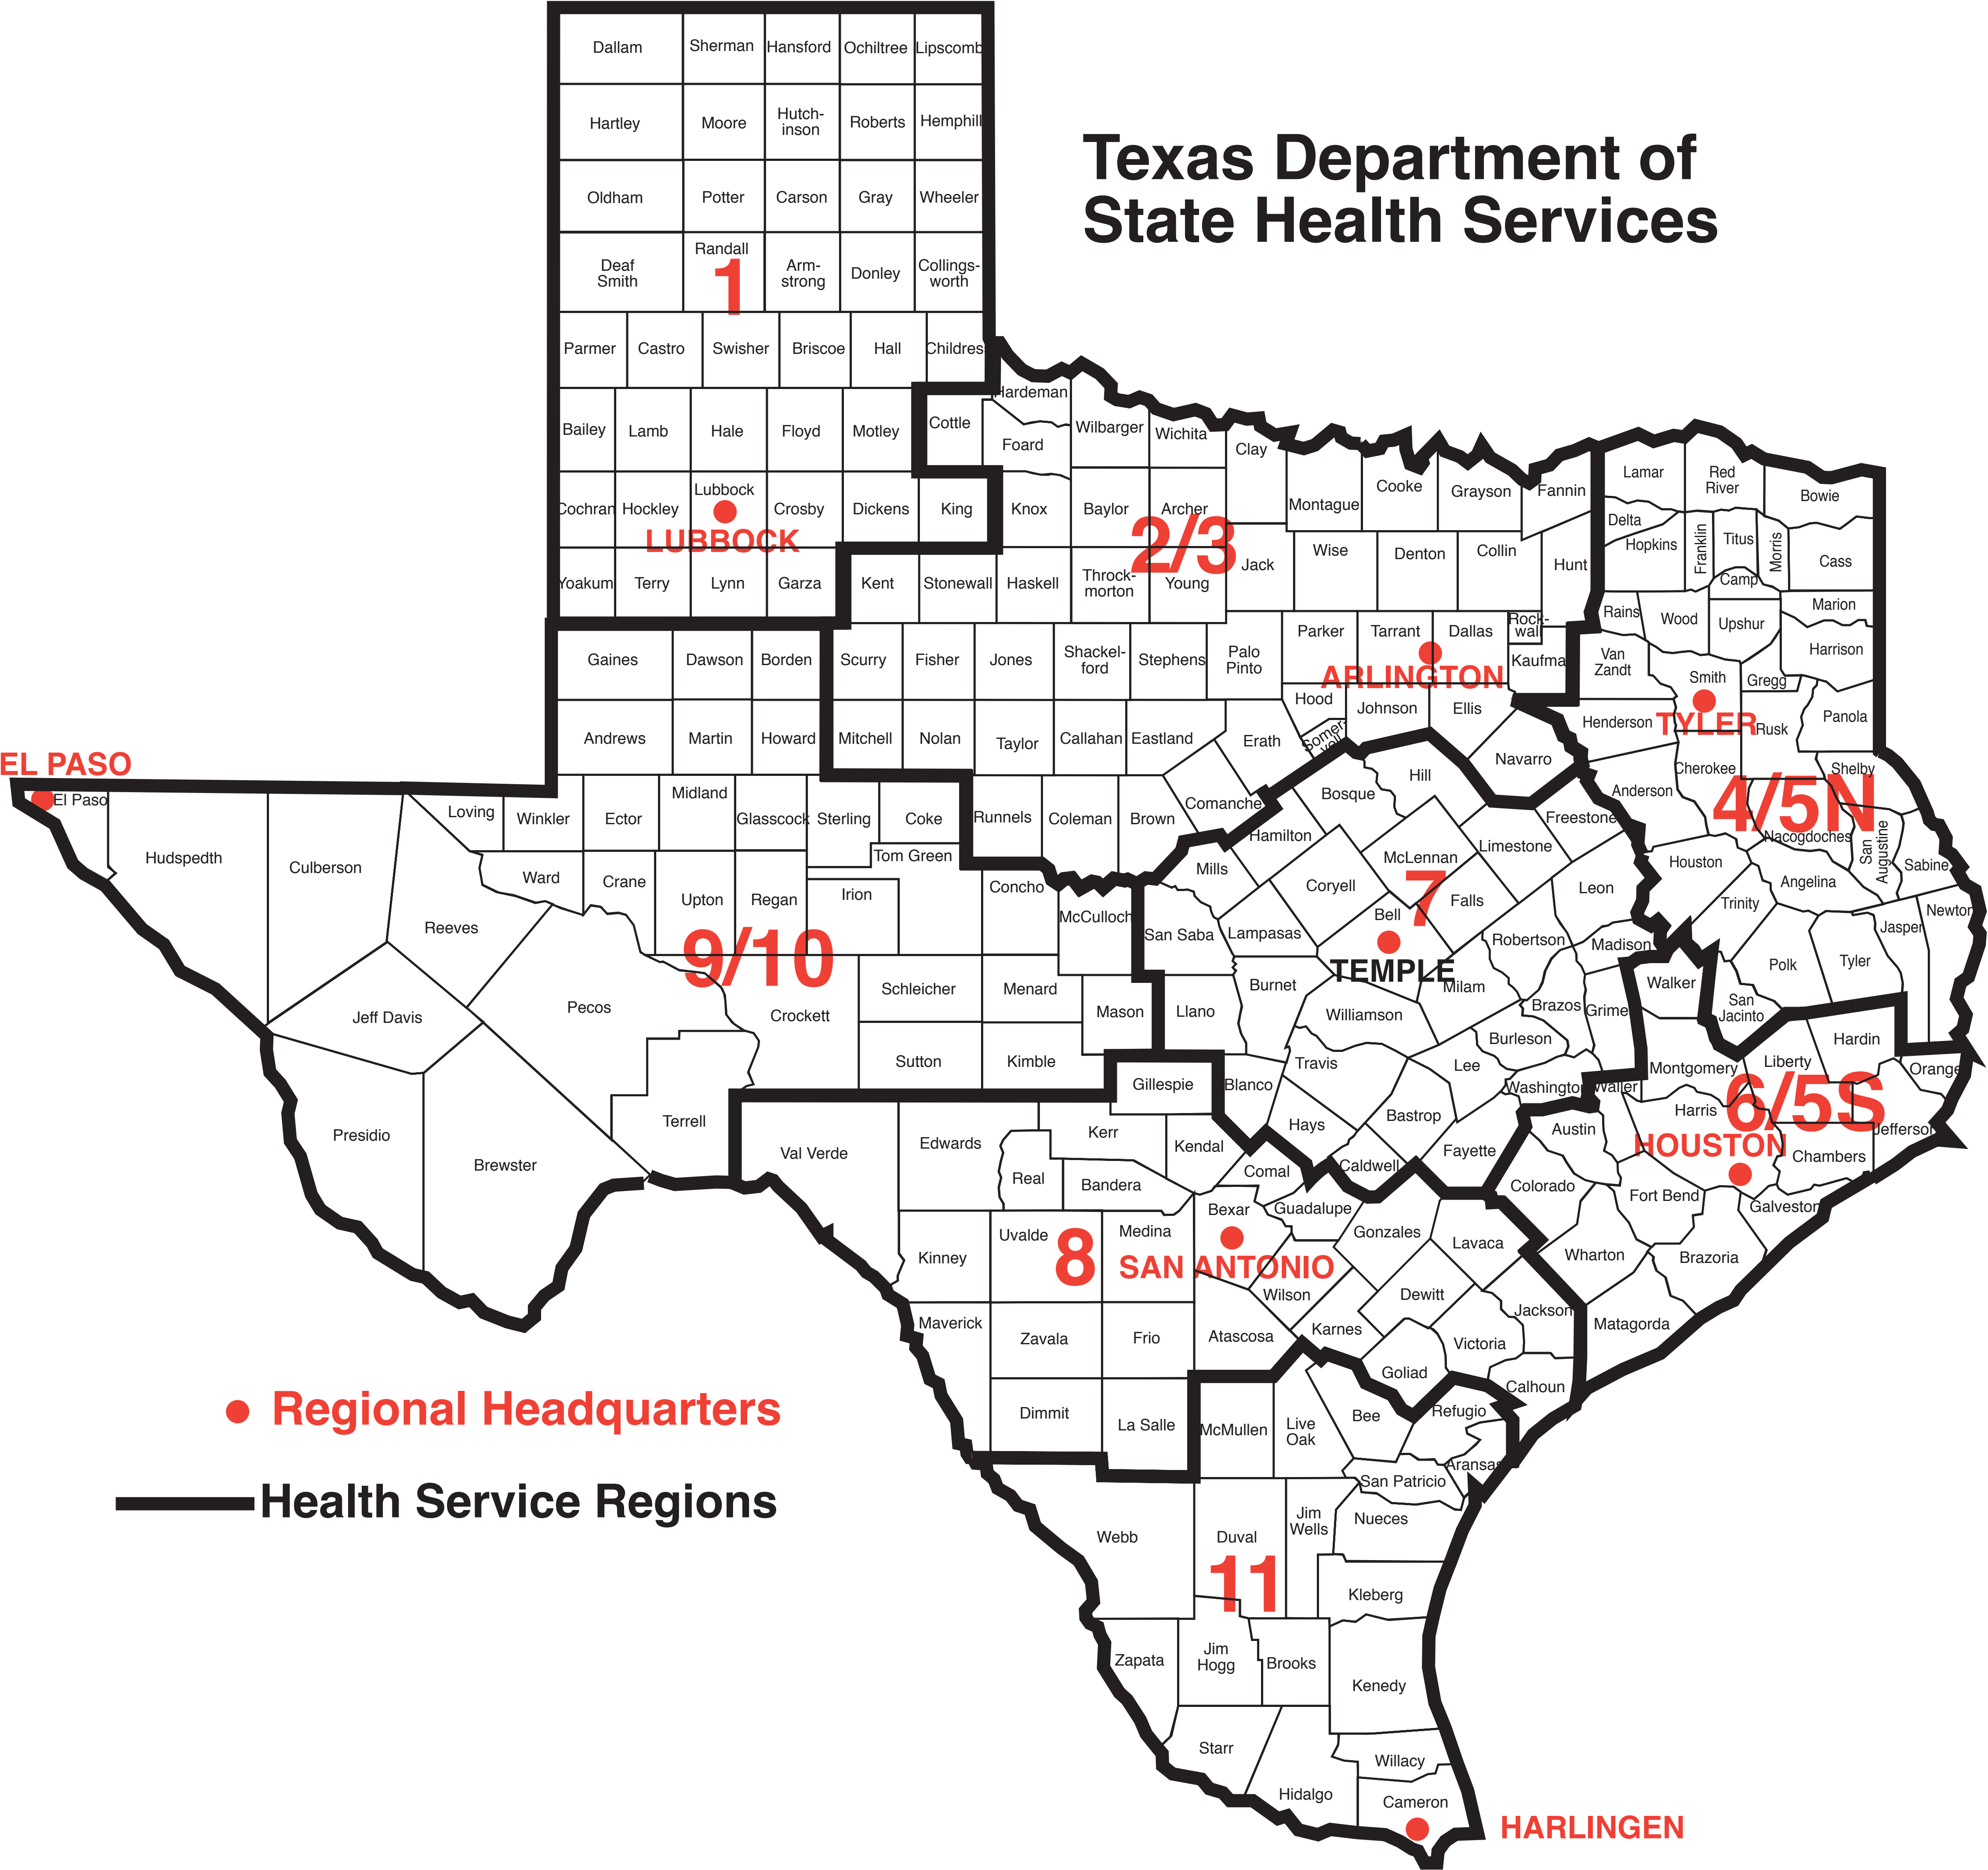 Texas Department of
State Health Services
Dallam Sherman Hansford Ochiltree Lipscomb
Hartley Moore Hutch-
inson Roberts Hemphill
Oldham Potter Carson Gray Wheeler
Randall
Deaf
Smith
1
Arm-
strong
Donley
Collings-
worth
Parmer Castro Swisher Briscoe Hall Childres
Hardeman
Bailey Lamb Hale Floyd Motley Cottle Foard Wilbarger Wichita Clay
Cochran Hockley Lubbock Crosby Dickens King Knox Baylor Archer Montague Cooke Grayson Fannin
LUBBOCK
2/3
Lamar
Red
River
Bowie
Delta
Hopkins Franklin Titus Morris Cass
Camp
Yoakum Terry Lynn Garza Kent Stonewall Haskell
Throck-
morton
Young Jack Wise Denton Collin Hunt
Rains Wood Upshur Marion
Harrison
Gaines Dawson Borden Scurry Fisher Jones
Shackel-
ford
Stephens
Palo
Pinto
Parker Tarrant Dallas
Rock-
wall
Kaufma
ARLINGTON
Van
Zandt
Smith
Gregg
Andrews Martin Howard Mitchell Nolan Taylor Callahan Eastland Erath
Hood
Somer-
vell
Johnson Ellis Navarro
Henderson
TYLER
Rusk Panola
Cherokee Shelby
Anderson
4/5N
EL PASO
El Paso
Hudspedth Culberson
Loving Winkler Ector Midland Glasscock Sterling Coke
Tom Green
Runnels Coleman Brown Comanche
Hamilton Bosque Hill
Freestone
Limestone
McLennan
7
Reeves Ward Crane Upton Regan Irion Concho
McCulloch
Mills
San Saba
Lampasas
Coryell
Bell
Falls
Leon
TEMPLE
Robertson
Madison
Houston
Nacogdoches
San
Augustine
Sabine
Angelina
Trinity
Newton
Jasper
Polk Tyler
9/10
Jeff Davis Pecos Crockett
Schleicher Menard
Mason Llano Burnet
Williamson Milam
Brazos
Grime
Walker
San
Jacinto
Hardin
Sutton Kimble
Gillespie Blanco
Travis
Lee
Burleson
Washington
Waller
Montgomery
Liberty
Orange
6/5S
Harris
HOUSTON
Jefferson
Chambers
Presidio Brewster Terrell
Val Verde Edwards
Kerr
Kendal
Hays
Bastrop
Caldwell
Fayette
Austin
Real
Bandera
Comal
Colorado
Fort Bend
Galveston
Kinney
Uvalde
8
Medina
Bexar
SAN ANTONIO
Guadalupe
Gonzales
Lavaca
Wharton
Brazoria
Maverick
Zavala Frio
Atascosa
Wilson
Karnes
Dewitt
Jackson
Matagorda
Victoria
Goliad
Calhoun
Dimmit La Salle
McMullen
Live
Oak
Bee
Refugio
Aransas
San Patricio
Webb Duval
11
Jim
Wells
Nueces
Kleberg
Zapata
Jim
Hogg
Brooks
Kenedy
Starr
Hidalgo
Willacy
Cameron
HARLINGEN
Regional Headquarters
Health Service Regions